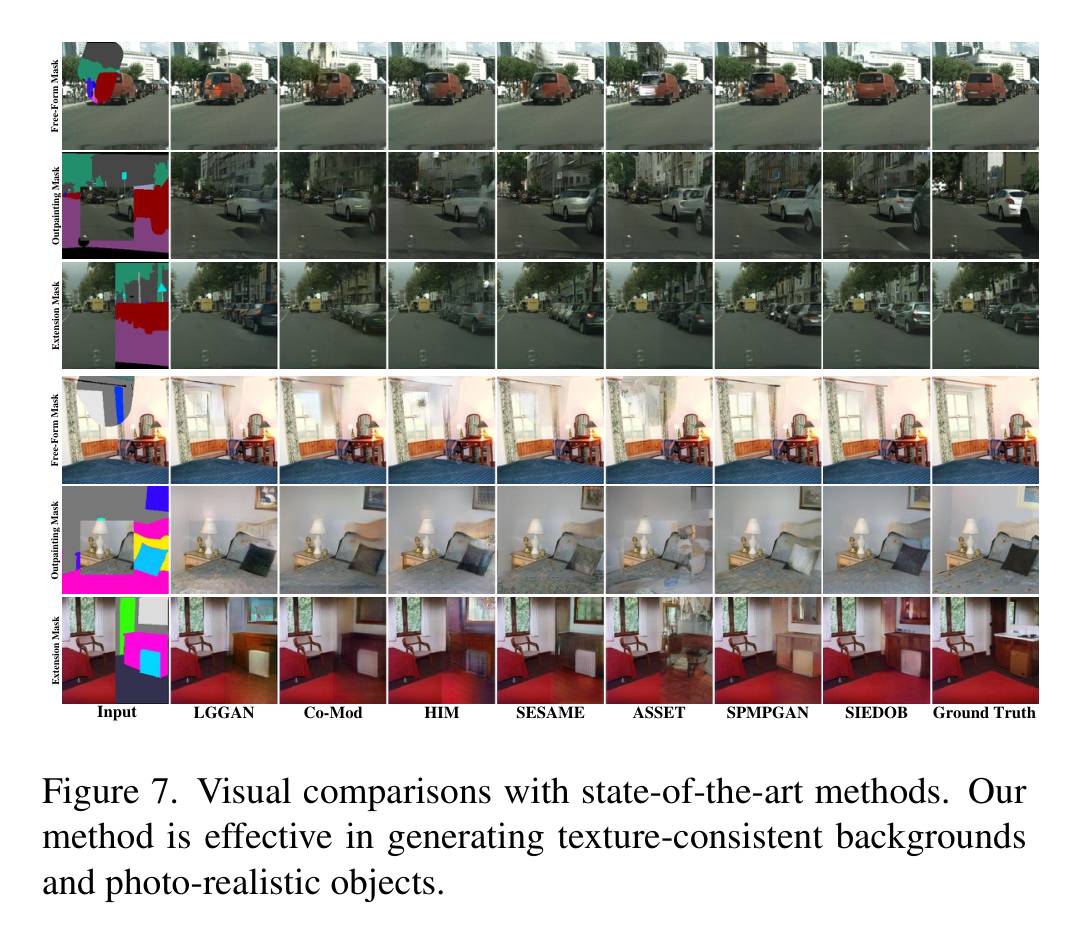 Free-Form Mask
Outpainting Mask
Extension Mask
Free-Form Mask
Outpainting Mask
Extension Mask
Input LGGAN Co-Mod HIM SESAME ASSET SPMPGAN SIEDOB Ground Truth
Figure 7. Visual comparisons with state-of-the-art methods. Our
method is effective in generating texture-consistent backgrounds
and photo-realistic objects.